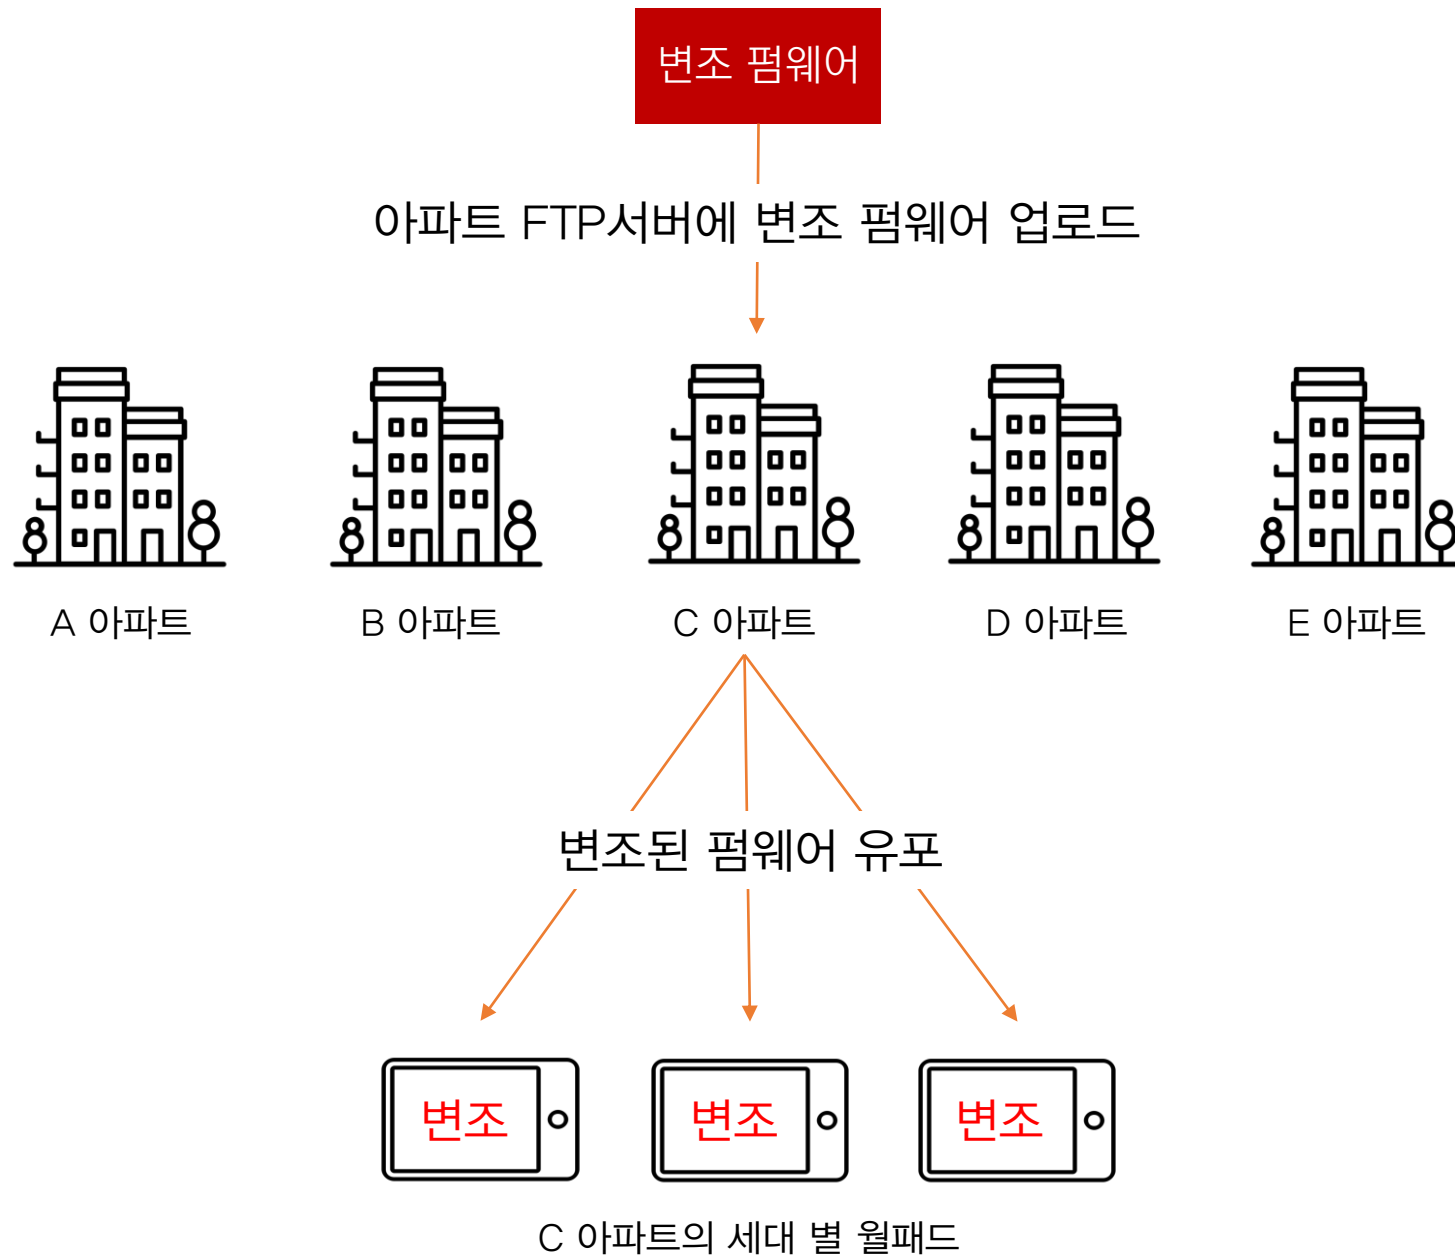 변조 펌웨어
아파트 FTP서버에 변조 펌웨어 업로드
A 아파트
B 아파트
C 아파트
D 아파트
E 아파트
변조된 펌웨어 유포
변조
변조
변조
C 아파트의 세대 별 월패드